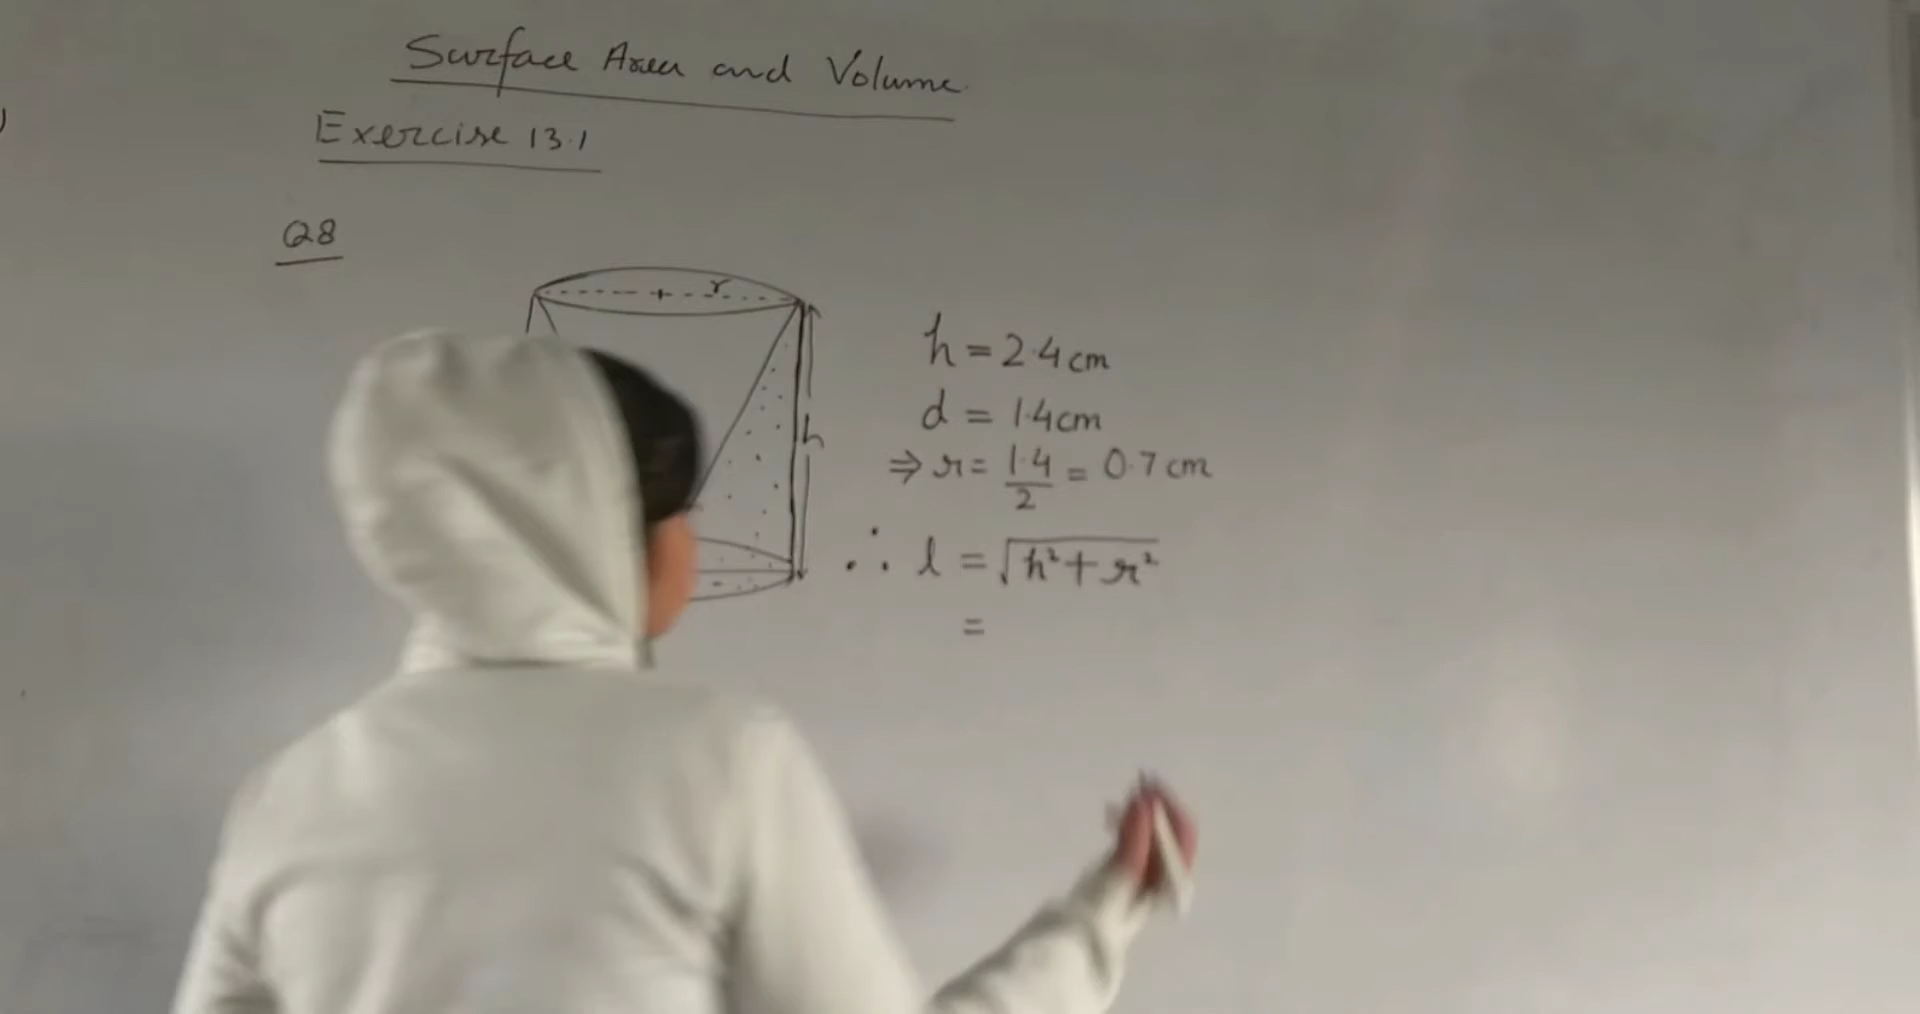 Surface Area and Volume.
Exercise 13.1
Q8
r
h
h = 2.4 cm
d = 1.4 cm
⇒ r = 1.4/2 = 0.7 cm
∴ l = √h²+r²
=